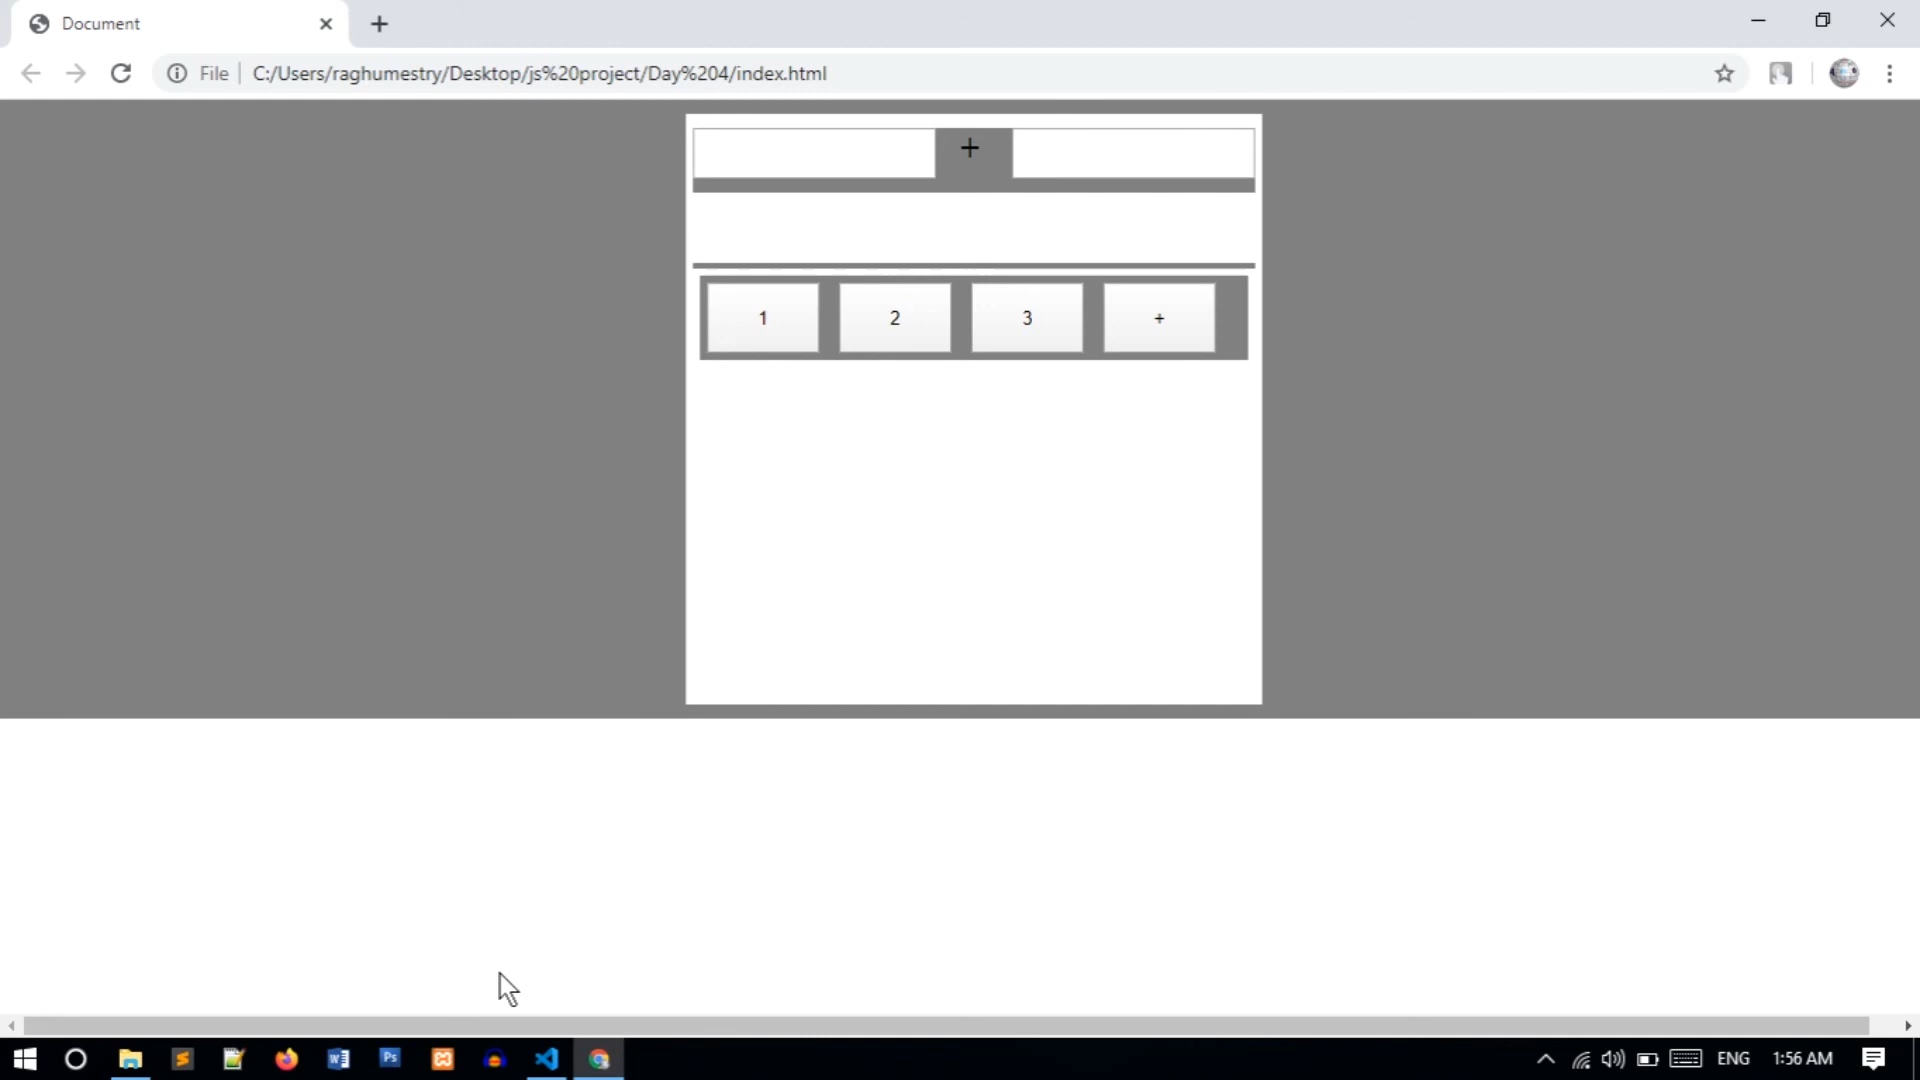 Document
File
C:/Users/raghumestry/Desktop/js%20project/Day%204/index.html
+
1 2 3 +
ENG 1:56 AM